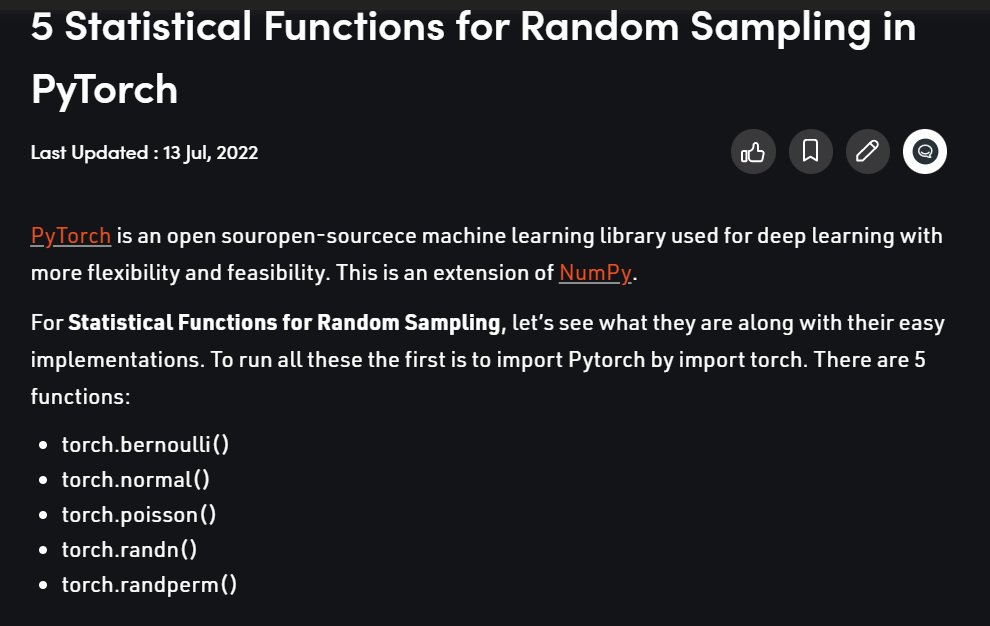 5 Statistical Functions for Random Sampling in
PyTorch
Last Updated : 13 Jul, 2022
PyTorch is an open souropen-sourcece machine learning library used for deep learning with
more flexibility and feasibility. This is an extension of NumPy.
For Statistical Functions for Random Sampling, let’s see what they are along with their easy
implementations. To run all these the first is to import Pytorch by import torch. There are 5
functions:
• torch.bernoulli()
• torch.normal()
• torch.poisson()
• torch.randn()
• torch.randperm()